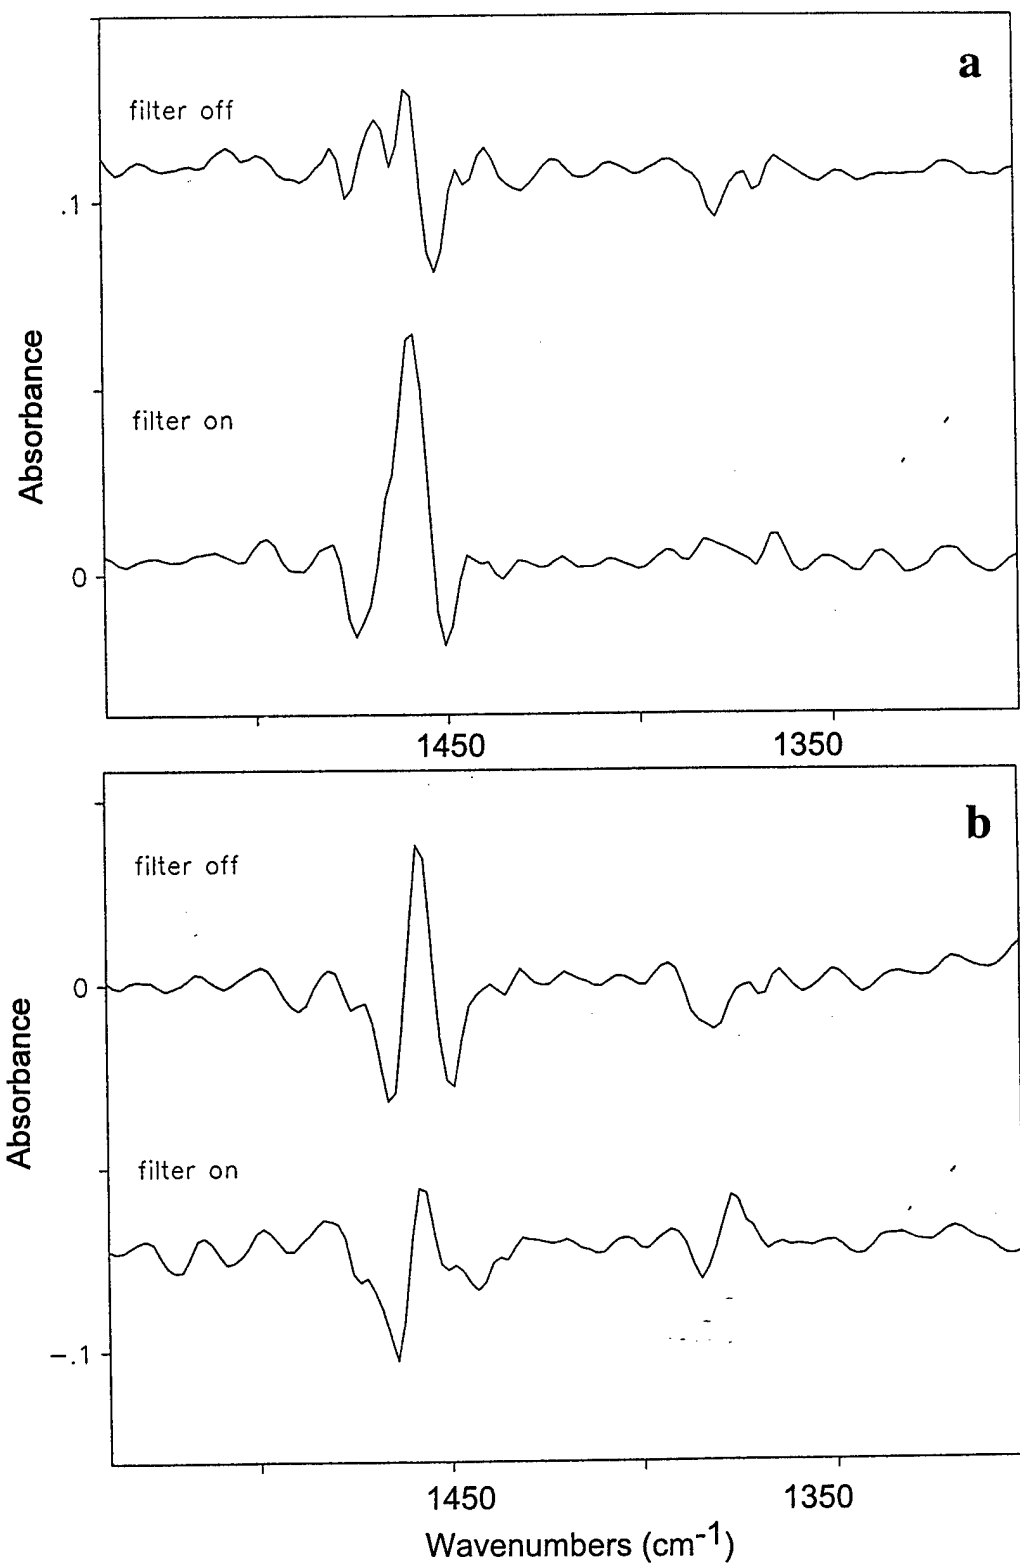 a
filter off
.1
Absorbance
filter on
0
1450 1350
b
filter off
0
Absorbance
filter on
-.1
1450 1350
Wavenumbers (cm-1)